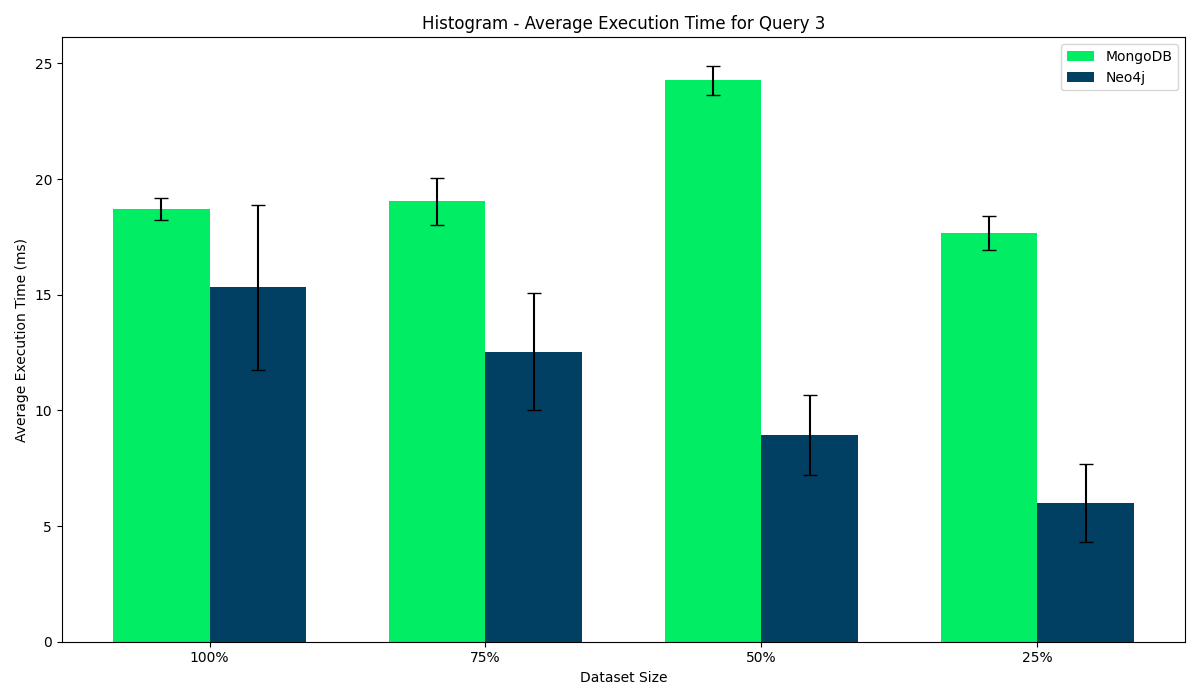 Histogram - Average Execution Time for Query 3
MongoDB
Neo4j
Average Execution Time (ms)
25
20
15
10
5
0
100%
75%
50%
25%
Dataset Size